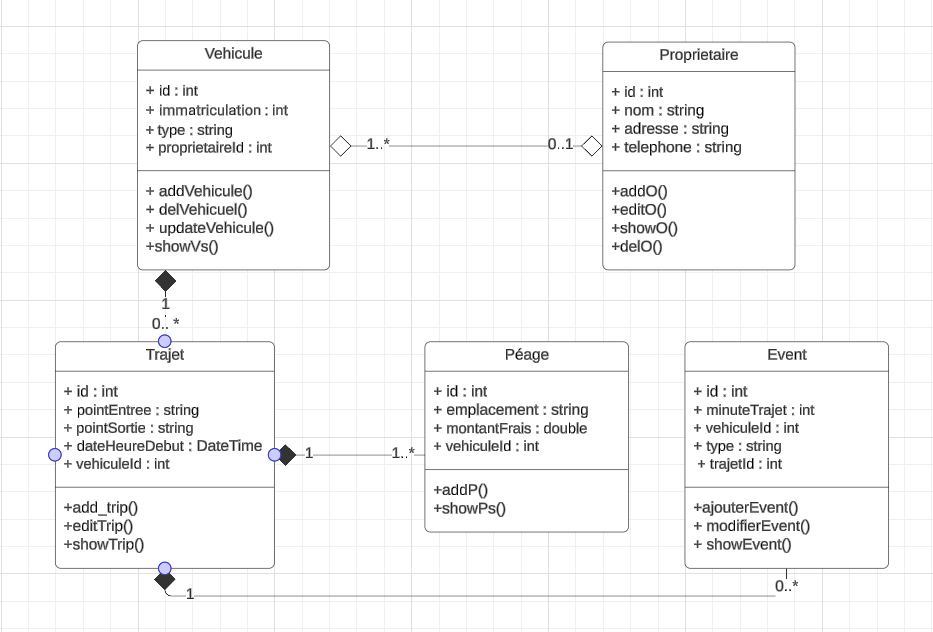 Vehicule
+ id : int
+ immatriculation : int
+ type : string
+ proprietaireId : int
+ addVehicule()
+ delVehicuel()
+ updateVehicule()
+showVs()
1..*
0..1
Proprietaire
+ id : int
+ nom : string
+ adresse : string
+ telephone : string
+addO()
+editO()
+showO()
+delO()
1
0.. *
Trajet
+ id : int
+ pointEntree : string
+ pointSortie : string
+ dateHeureDebut : DateTime
+ vehiculeId : int
+add_trip()
+editTrip()
+showTrip()
1
1..*
Péage
+ id : int
+ emplacement : string
+ montantFrais : double
+ vehiculeId : int
+addP()
+showPs()
Event
+ id : int
+ minuteTrajet : int
+ vehiculeId : int
+ type : string
+ trajetId : int
+ajouterEvent()
+ modifierEvent()
+ showEvent()
1
0..*